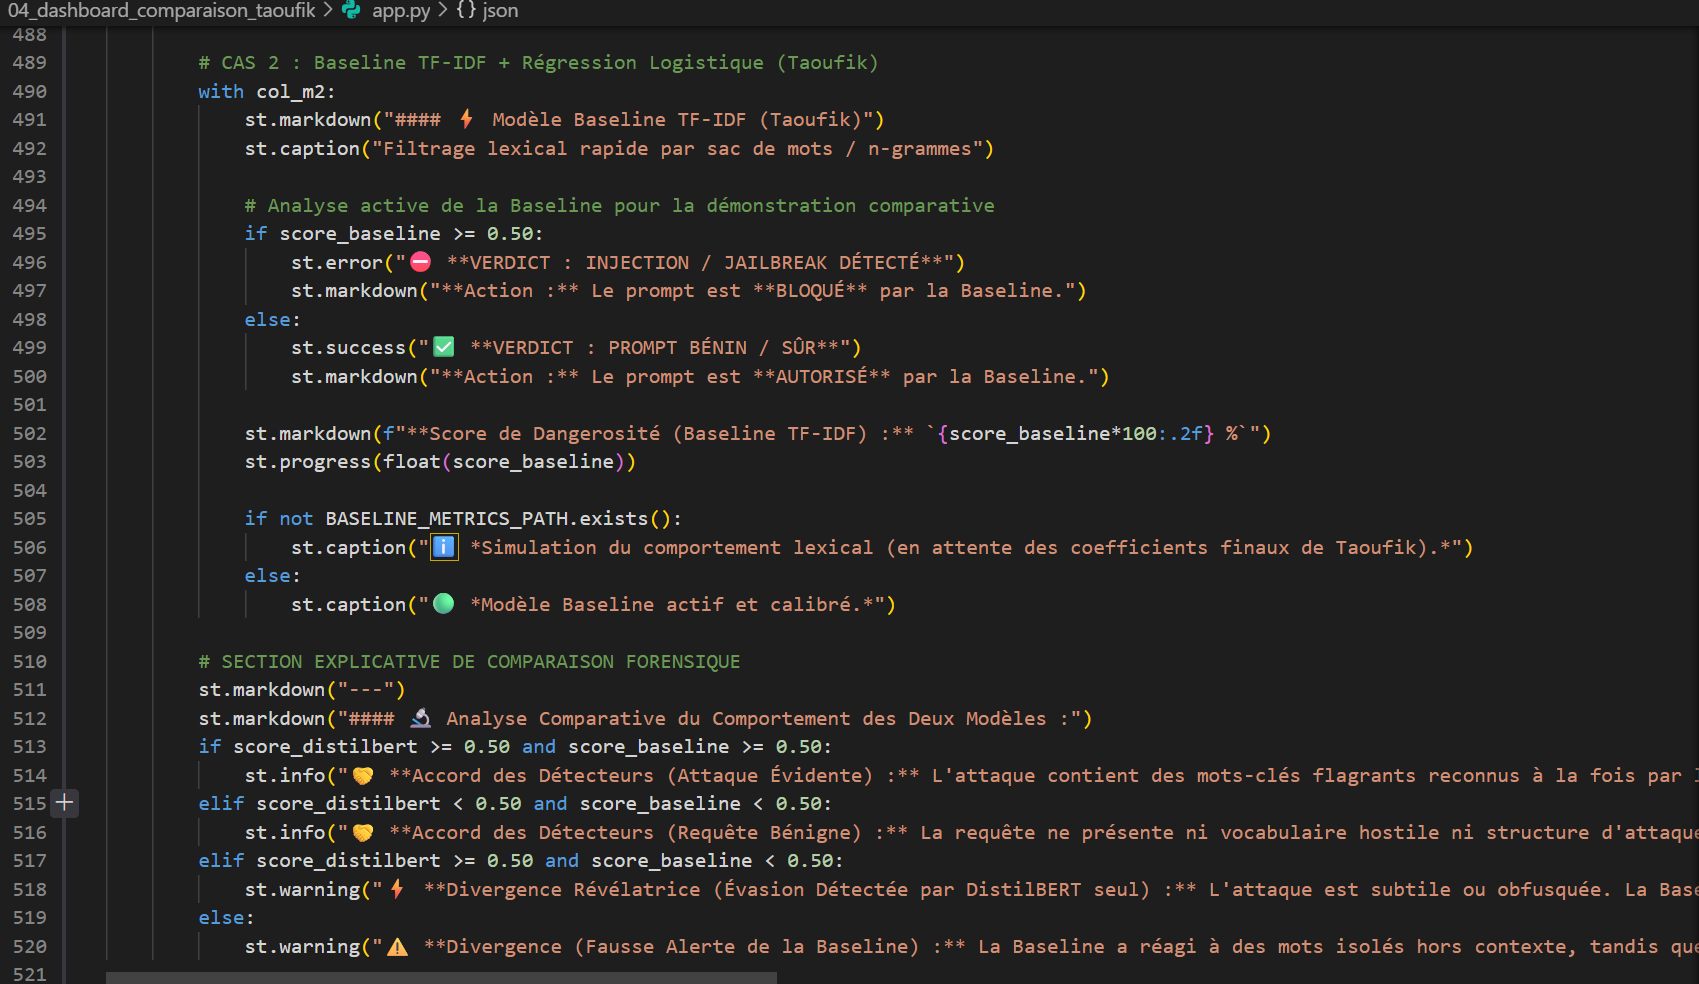 04_dashboard_comparaison_taoufik > app.py > {} json
488
489 # CAS 2 : Baseline TF-IDF + Régression Logistique (Taoufik)
490 with col_m2:
491 st.markdown("#### ⚡ Modèle Baseline TF-IDF (Taoufik)")
492 st.caption("Filtrage lexical rapide par sac de mots / n-grammes")
493
494 # Analyse active de la Baseline pour la démonstration comparative
495 if score_baseline >= 0.50:
496 st.error("⛔ **VERDICT : INJECTION / JAILBREAK DÉTECTÉ**")
497 st.markdown("**Action :** Le prompt est **BLOQUÉ** par la Baseline.")
498 else:
499 st.success("✅ **VERDICT : PROMPT BÉNIN / SÛR**")
500 st.markdown("**Action :** Le prompt est **AUTORISÉ** par la Baseline.")
501
502 st.markdown(f"**Score de Dangerosité (Baseline TF-IDF) :** `{score_baseline*100:.2f} %`")
503 st.progress(float(score_baseline))
504
505 if not BASELINE_METRICS_PATH.exists():
506 st.caption("ℹ️ *Simulation du comportement lexical (en attente des coefficients finaux de Taoufik).*")
507 else:
508 st.caption("🟢 *Modèle Baseline actif et calibré.*")
509
510 # SECTION EXPLICATIVE DE COMPARAISON FORENSIQUE
511 st.markdown("---")
512 st.markdown("#### 🔬 Analyse Comparative du Comportement des Deux Modèles :")
513 if score_distilbert >= 0.50 and score_baseline >= 0.50:
514 st.info("🤝 **Accord des Détecteurs (Attaque Évidente) :** L'attaque contient des mots-clés flagrants reconnus à la fois par
515 elif score_distilbert < 0.50 and score_baseline < 0.50:
516 st.info("🤝 **Accord des Détecteurs (Requête Bénigne) :** La requête ne présente ni vocabulaire hostile ni structure d'attaque
517 elif score_distilbert >= 0.50 and score_baseline < 0.50:
518 st.warning("⚡ **Divergence Révélatrice (Évasion Détectée par DistilBERT seul) :** L'attaque est subtile ou obfusquée. La Base
519 else:
520 st.warning("⚠️ **Divergence (Fausse Alerte de la Baseline) :** La Baseline a réagi à des mots isolés hors contexte, tandis que
521